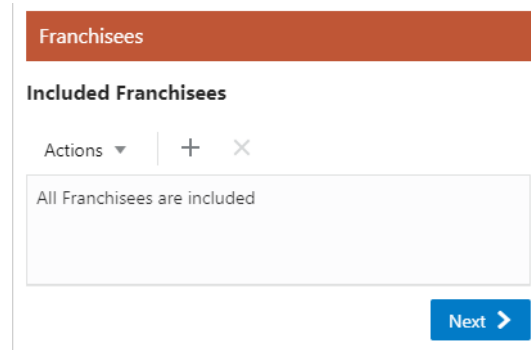 Franchisees
Included Franchisees
Actions
All Franchisees are included
Next